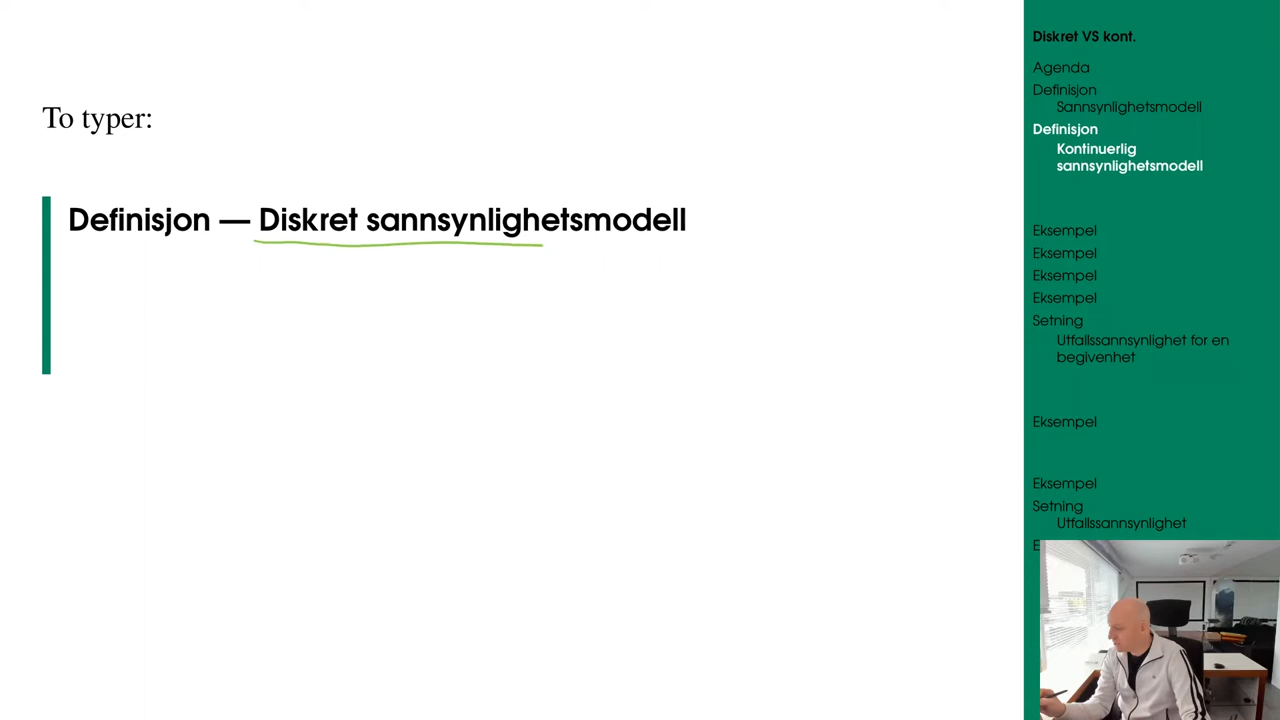 To typer:
Definisjon — Diskret sannsynlighetsmodell
Diskret VS kont.
Agenda
Definisjon
Sannsynlighetsmodell
Definisjon
Kontinuerlig
sannsynlighetsmodell
Eksempel
Eksempel
Eksempel
Eksempel
Setning
Utfallssannsynlighet for en
begivenhet
Eksempel
Eksempel
Setning
Utfallssannsynlighet